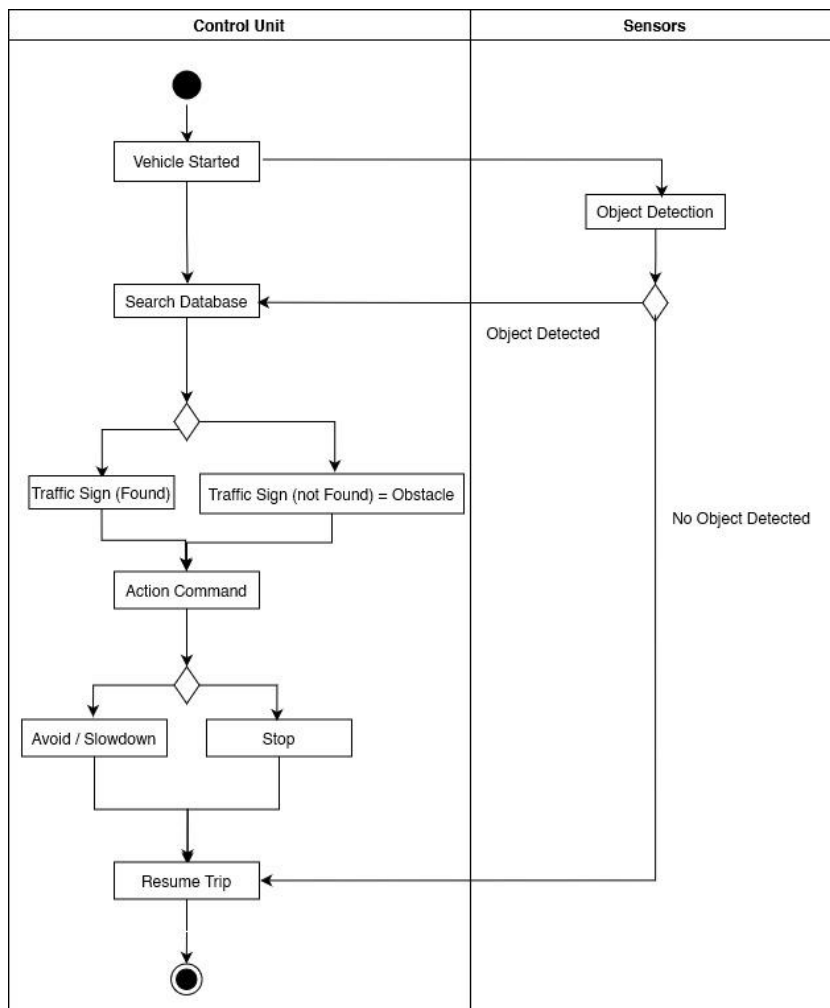 Control Unit
Sensors
Vehicle Started
Object Detection
Search Database
Object Detected
Traffic Sign (Found)
Traffic Sign (not Found) = Obstacle
No Object Detected
Action Command
Avoid / Slowdown
Stop
Resume Trip